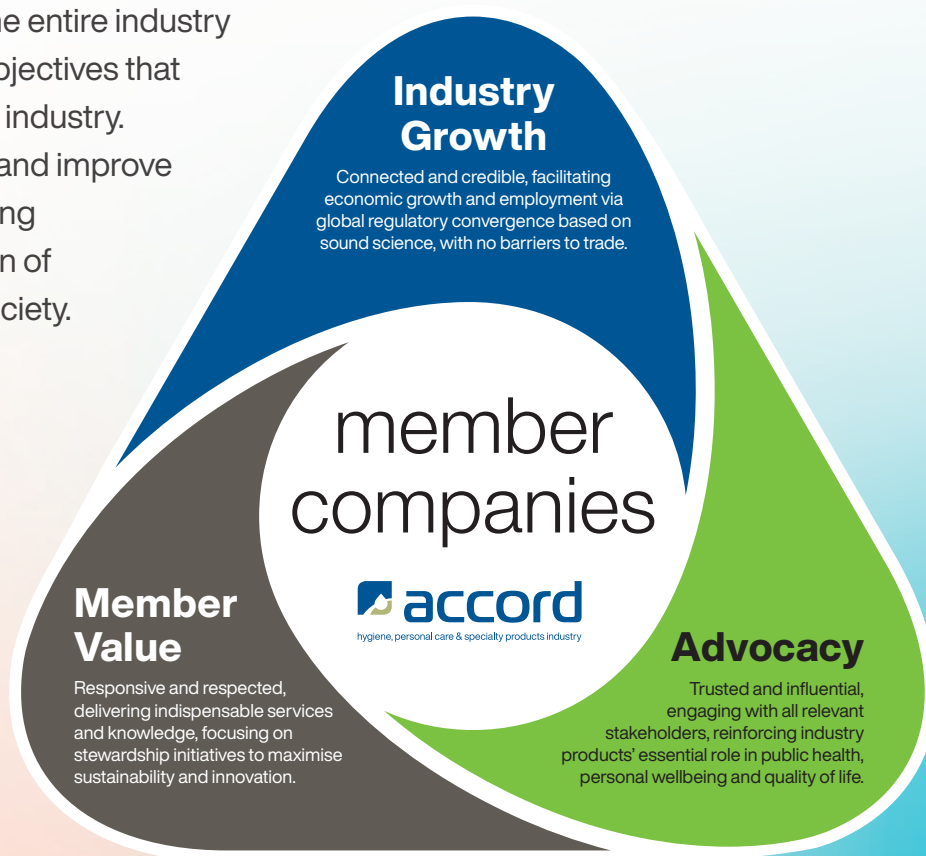 ne entire industry
bjectives that
industry.
and improve
ng
n of
ciety.
Industry
Growth
Connected and credible, facilitating
economic growth and employment via
global regulatory convergence based on
sound science, with no barriers to trade.
member
companies
accord
hygiene, personal care & specialty products industry
Member
Value
Responsive and respected,
delivering indispensable services
and knowledge, focusing on
stewardship initiatives to maximise
sustainability and innovation.
Advocacy
Trusted and influential,
engaging with all relevant
stakeholders, reinforcing industry
products’ essential role in public health,
personal wellbeing and quality of life.